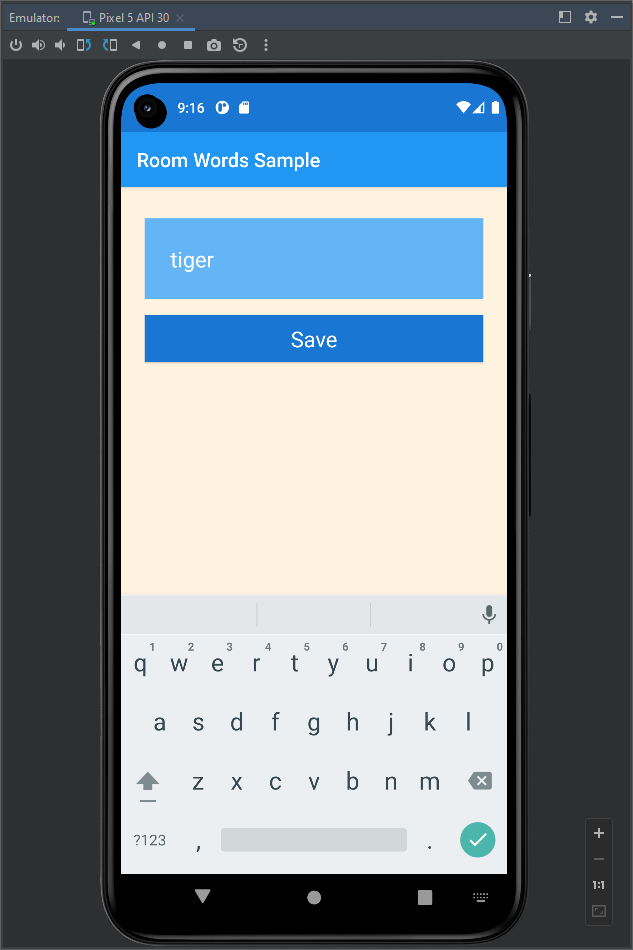 Emulator: Pixel 5 API 30
9:16
Room Words Sample
tiger
Save
1 2 3 4 5 6 7 8 9 0
q w e r t y u i o p
a s d f g h j k l
z x c v b n m
?123 , .
1:1